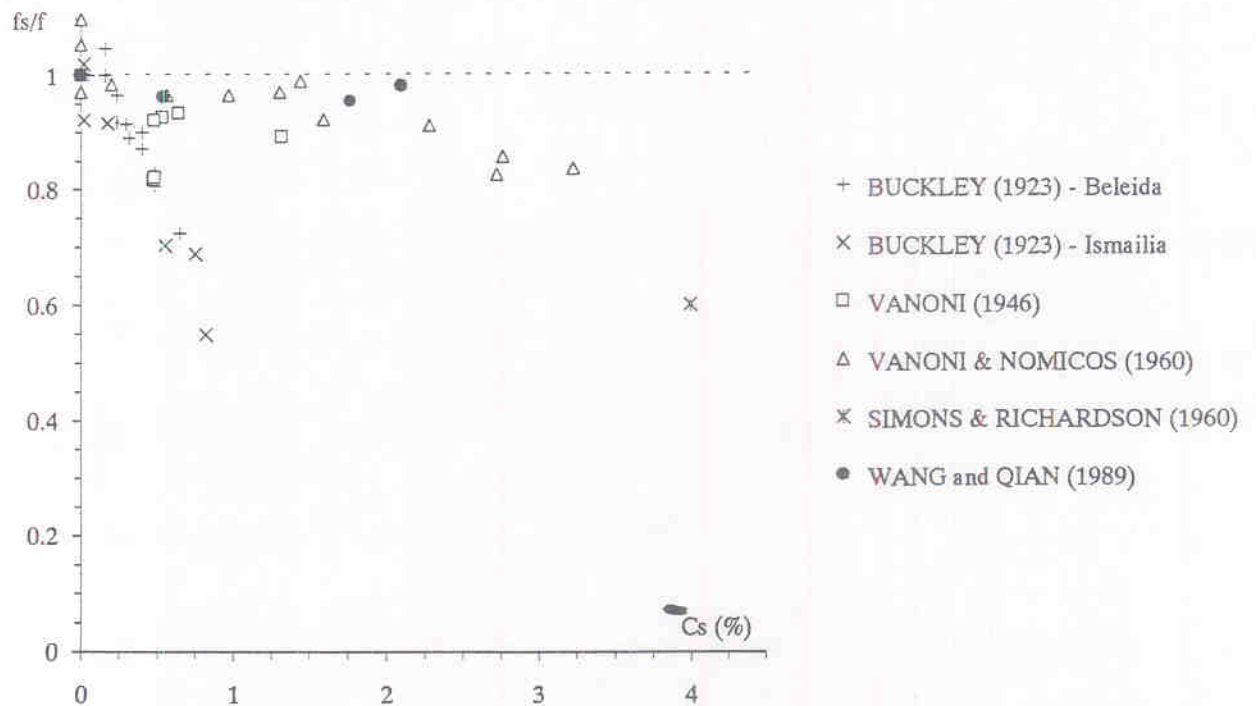 fs/f
1
0.8
0.6
0.4
0.2
0
0 1 2 3 4
Cs (%)
BUCKLEY (1923) - Beleida
BUCKLEY (1923) - Ismailia
VANONI (1946)
VANONI & NOMICOS (1960)
SIMONS & RICHARDSON (1960)
WANG and QIAN (1989)